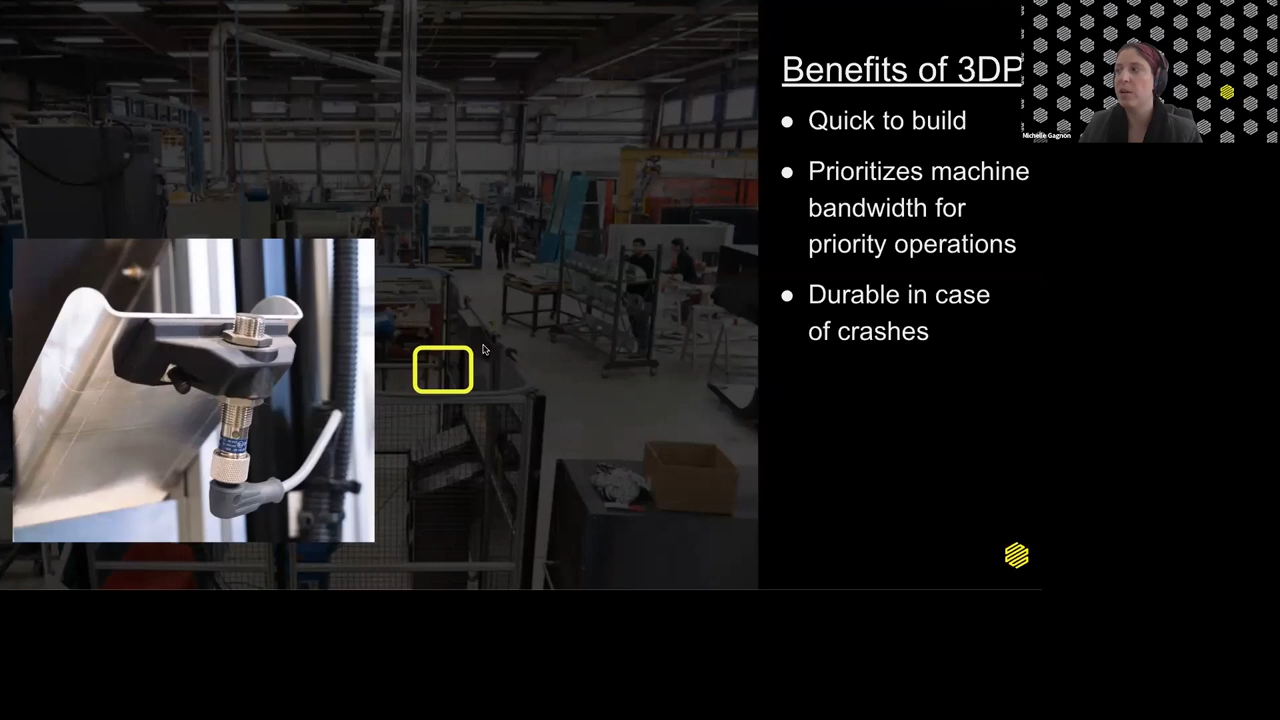 Benefits of 3DP
● Quick to build
● Prioritizes machine
bandwidth for
priority operations
● Durable in case
of crashes
Michelle Gagnon